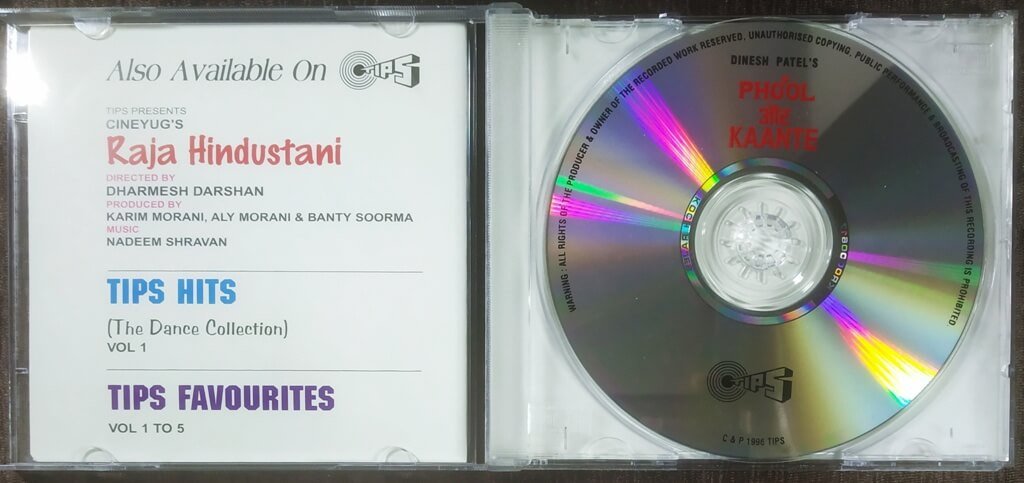 Also Available On TIPS
TIPS PRESENTS
CINEYUG'S
Raja Hindustani
DIRECTED BY
DHARMESH DARSHAN
PRODUCED BY
KARIM MORANI, ALY MORANI & BANTY SOORMA
MUSIC
NADEEM SHRAVAN
TIPS HITS
(The Dance Collection)
VOL 1
TIPS FAVOURITES
VOL 1 TO 5
WARNING : ALL RIGHTS OF THE PRODUCER & OWNER OF THE RECORDED WORK RESERVED, UNAUTHORISED COPYING, PUBLIC PERFORMANCE & BROADCASTING OF THIS RECORDING IS PROHIBITED
DINESH PATEL'S
PHOOL
और
KAANTE
TIPS
C & P 1996 TIPS